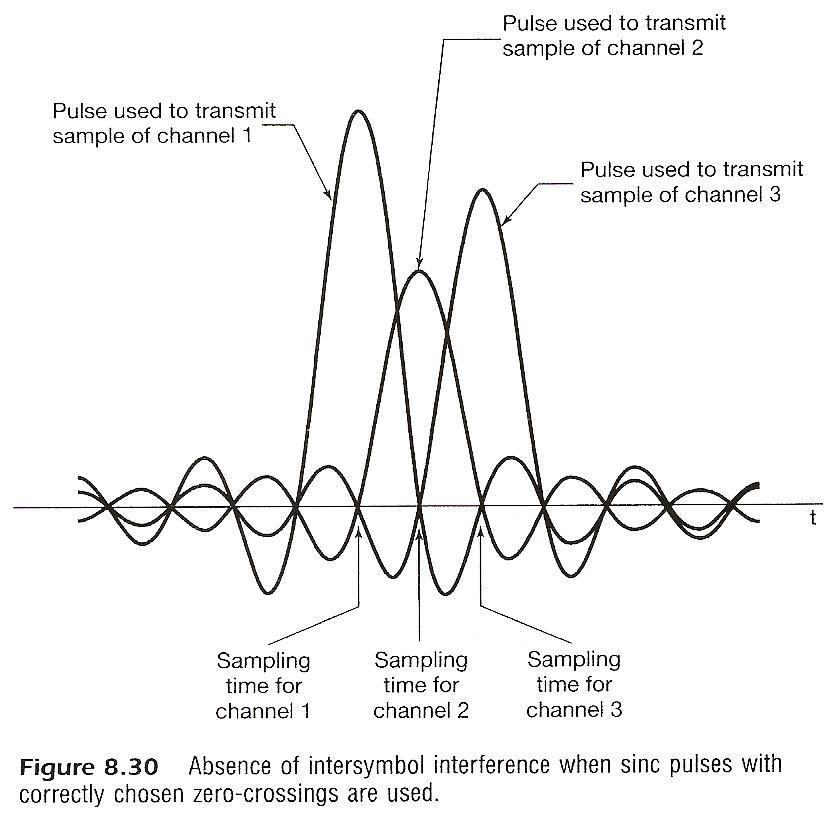 Pulse used to transmit
sample of channel 2
Pulse used to transmit
sample of channel 1
Pulse used to transmit
sample of channel 3
t
Sampling
time for
channel 1
Sampling
time for
channel 2
Sampling
time for
channel 3
Figure 8.30 Absence of intersymbol interference when sinc pulses with
correctly chosen zero-crossings are used.